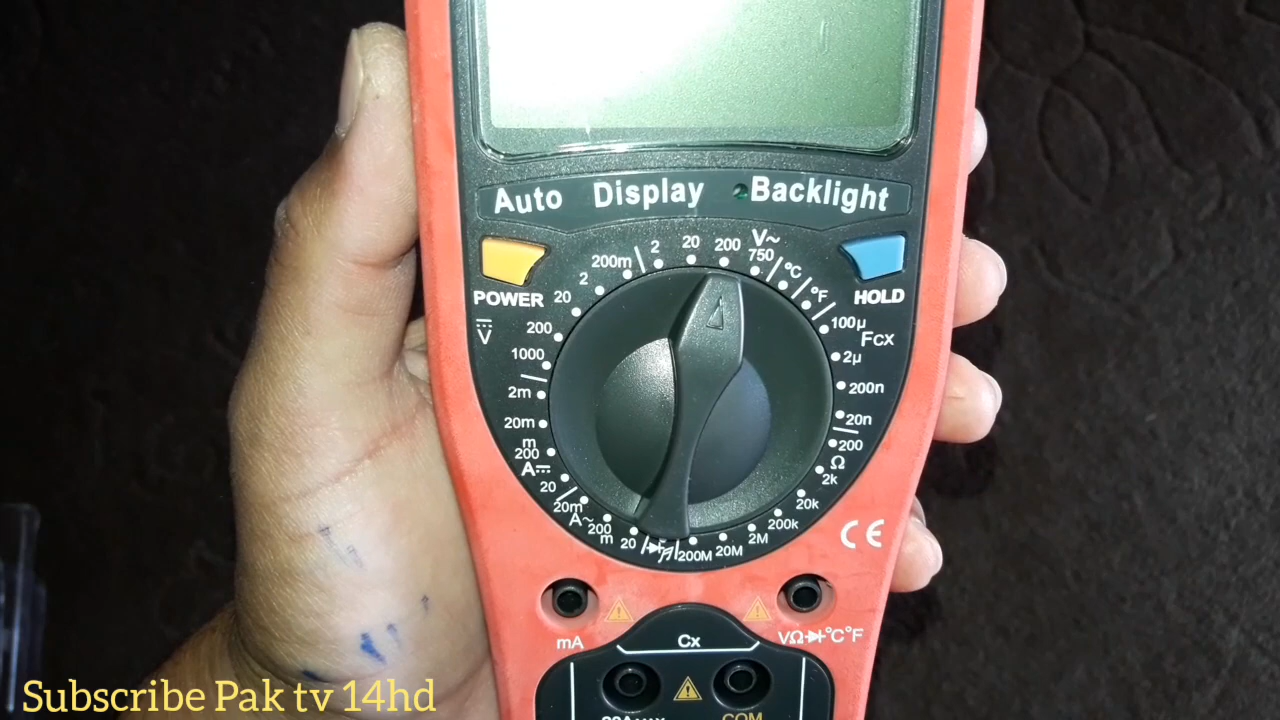 Auto Display Backlight
POWER
HOLD
V~
200m 2 20 200 750 °C °F
2
20
200
V
1000
2m
20m
m
200
A
20
20m
A~
200
m
20
100µ
Fcx
2µ
200n
20n
200
Ω
2k
20k
200k
2M
20M
200M
CE
mA
Cx
VΩ °C°F
COM
Subscribe Pak tv 14hd